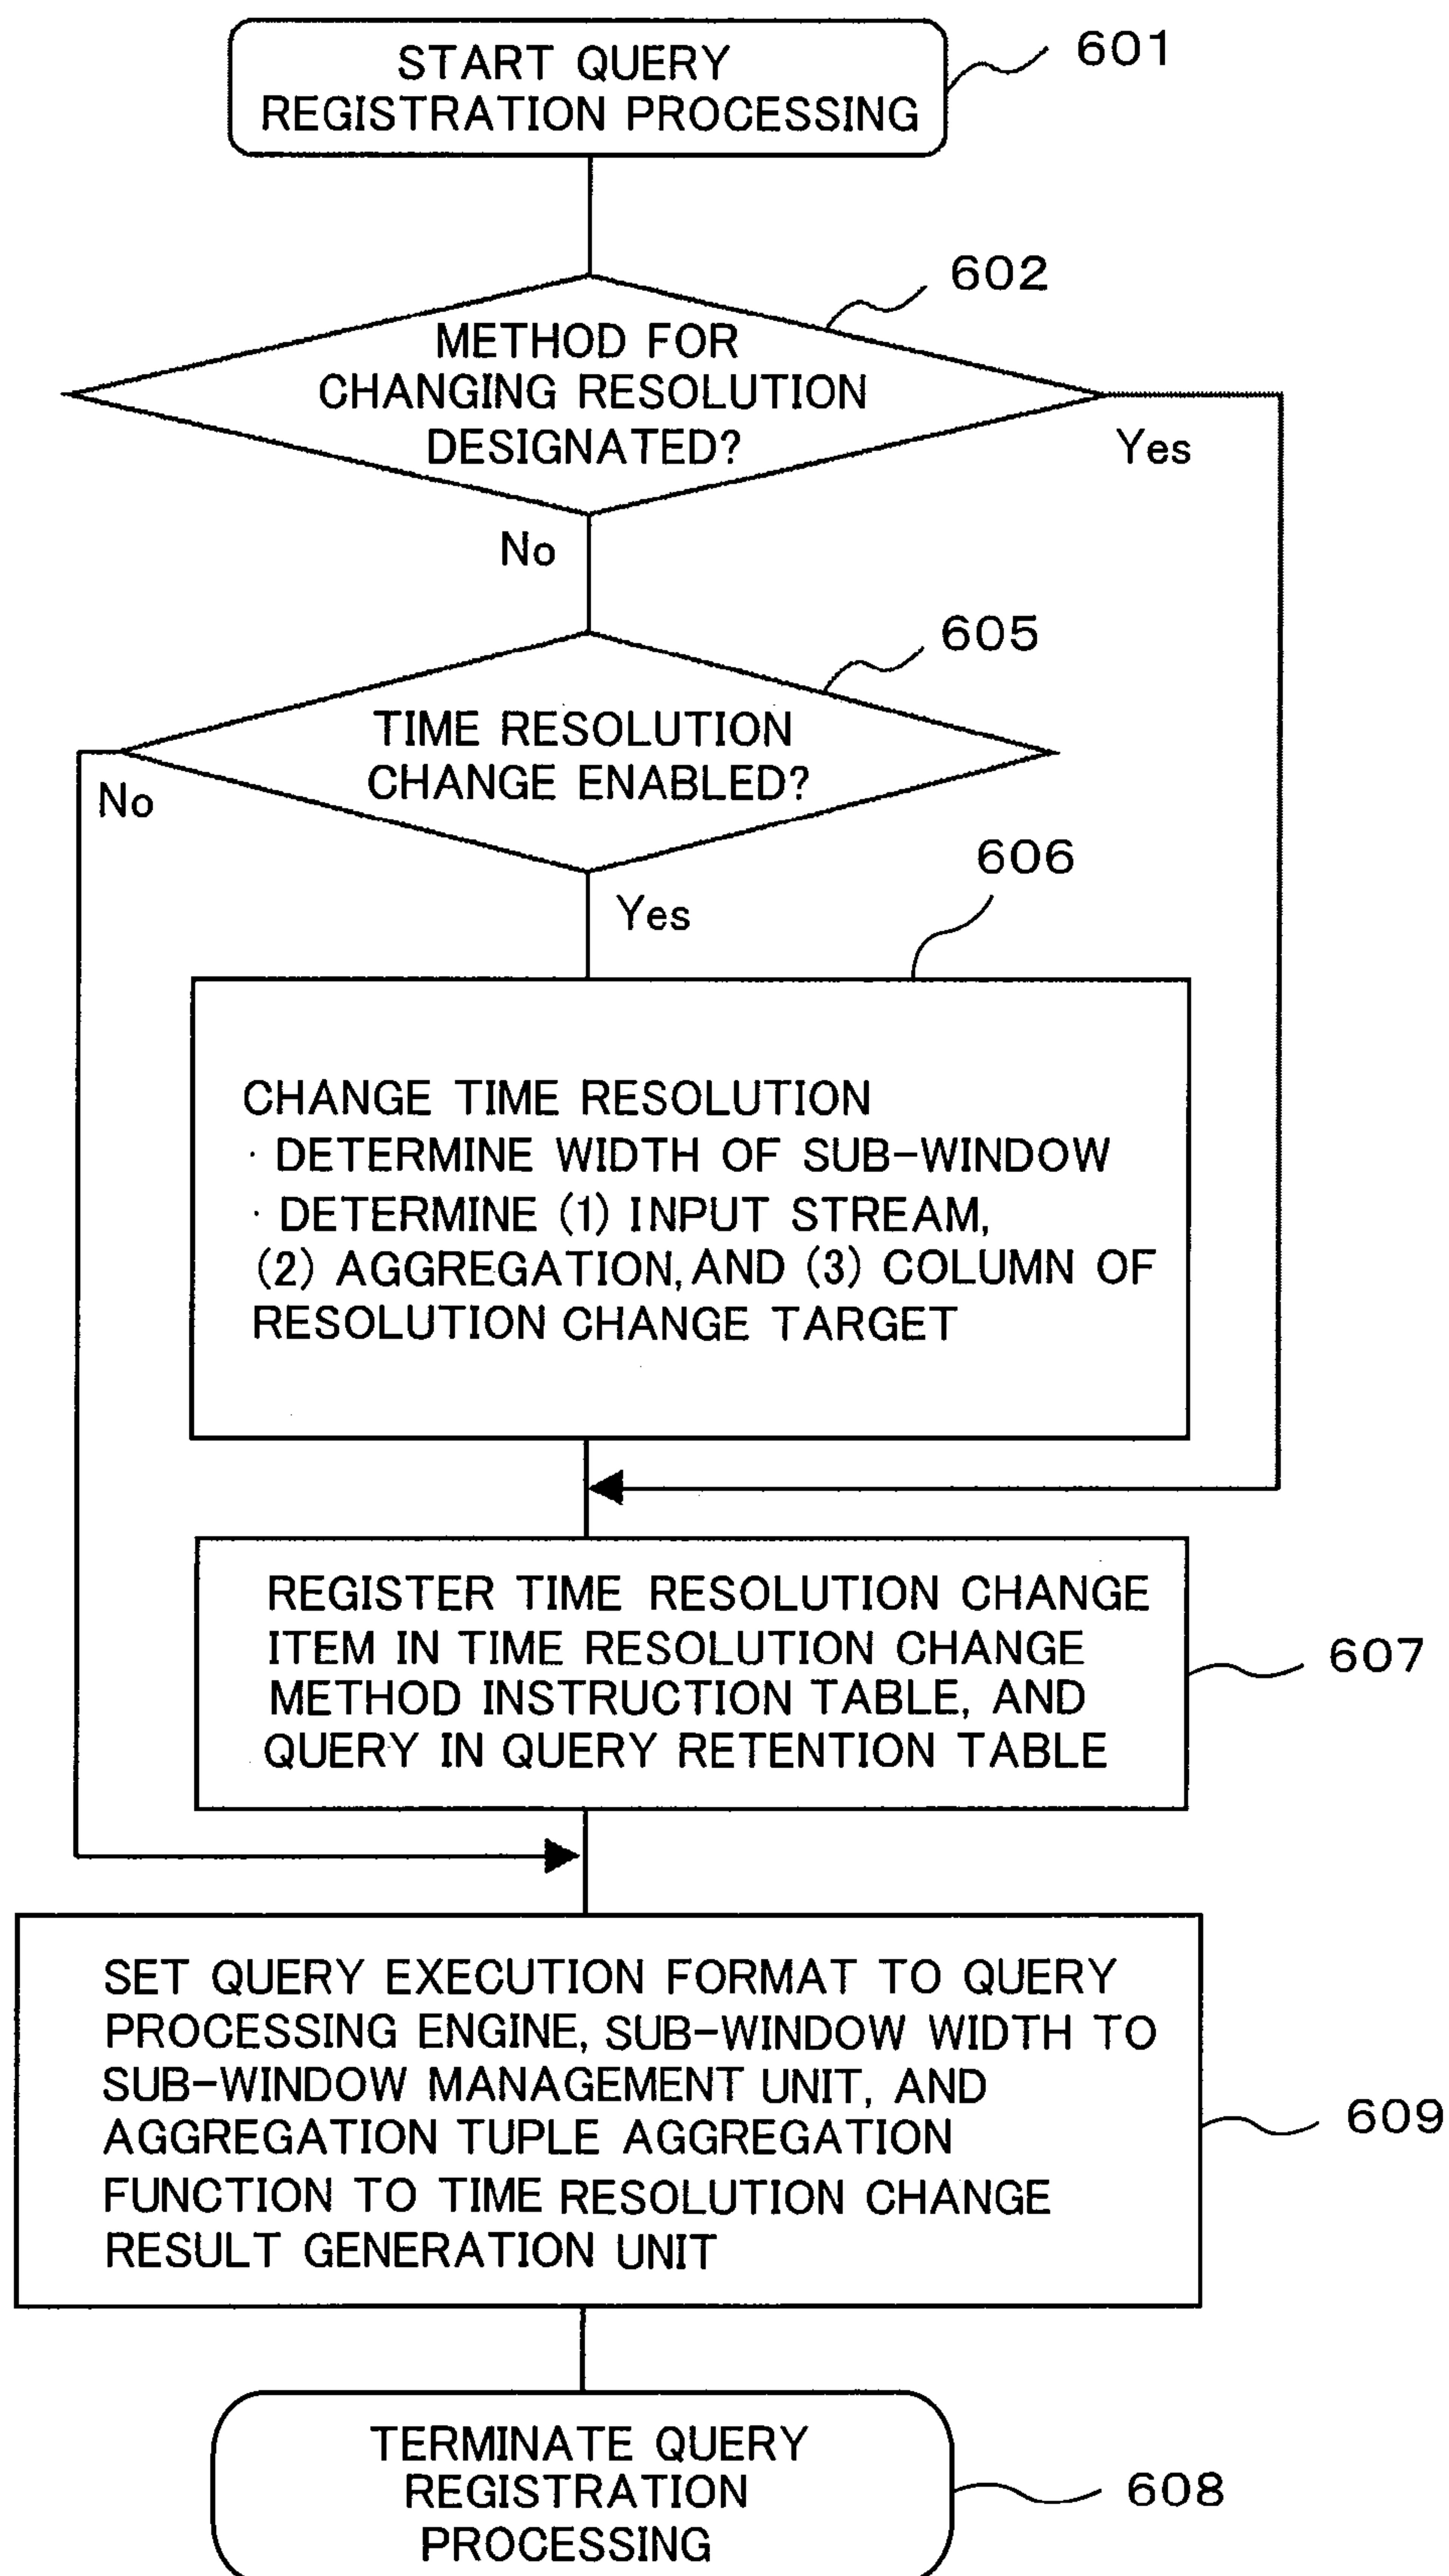 START QUERY
REGISTRATION PROCESSING
601
602
METHOD FOR
CHANGING RESOLUTION
DESIGNATED?
Yes
No
605
TIME RESOLUTION
CHANGE ENABLED?
No
606
Yes
CHANGE TIME RESOLUTION
· DETERMINE WIDTH OF SUB-WINDOW
· DETERMINE (1) INPUT STREAM,
(2) AGGREGATION, AND (3) COLUMN OF
RESOLUTION CHANGE TARGET
REGISTER TIME RESOLUTION CHANGE
ITEM IN TIME RESOLUTION CHANGE
METHOD INSTRUCTION TABLE, AND
QUERY IN QUERY RETENTION TABLE
607
SET QUERY EXECUTION FORMAT TO QUERY
PROCESSING ENGINE, SUB-WINDOW WIDTH TO
SUB-WINDOW MANAGEMENT UNIT, AND
AGGREGATION TUPLE AGGREGATION
FUNCTION TO TIME RESOLUTION CHANGE
RESULT GENERATION UNIT
609
TERMINATE QUERY
REGISTRATION
PROCESSING
608